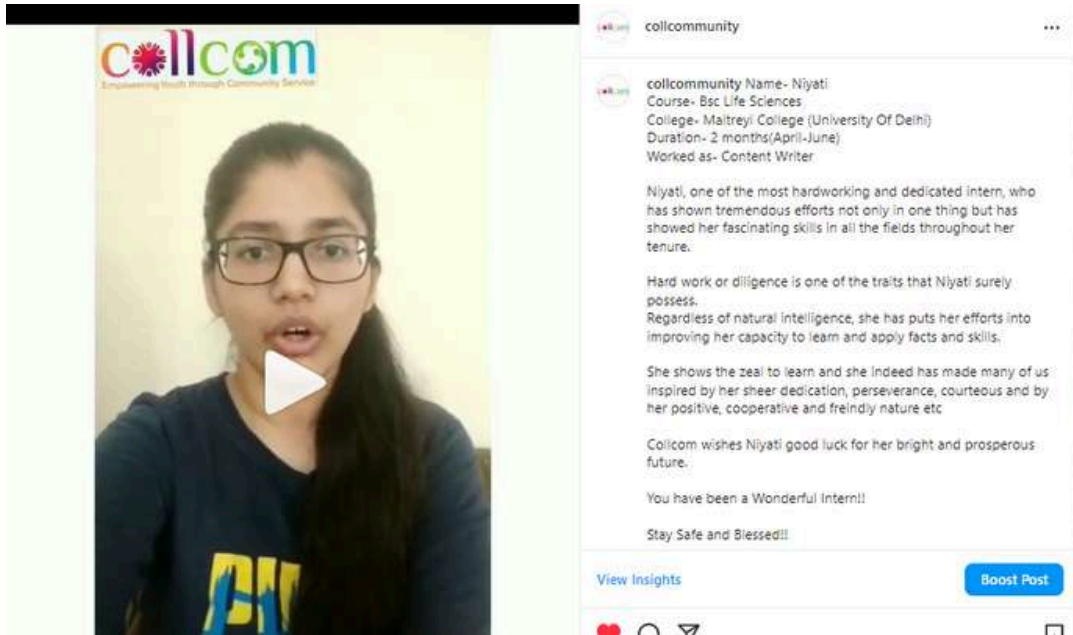 collcom
Empowering Youth through Community Service
collcommunity
collcommunity Name- Niyati
Course- Bsc Life Sciences
College- Maitreyi College (University Of Delhi)
Duration- 2 months(April-June)
Worked as- Content Writer
Niyati, one of the most hardworking and dedicated intern, who
has shown tremendous efforts not only in one thing but has
showed her fascinating skills in all the fields throughout her
tenure.
Hard work or diligence is one of the traits that Niyati surely
possess.
Regardless of natural intelligence, she has puts her efforts into
improving her capacity to learn and apply facts and skills.
She shows the zeal to learn and she indeed has made many of us
inspired by her sheer dedication, perseverance, courteous and by
her positive, cooperative and freindly nature etc
Collcom wishes Niyati good luck for her bright and prosperous
future.
You have been a Wonderful Intern!!
Stay Safe and Blessed!!
View Insights
Boost Post